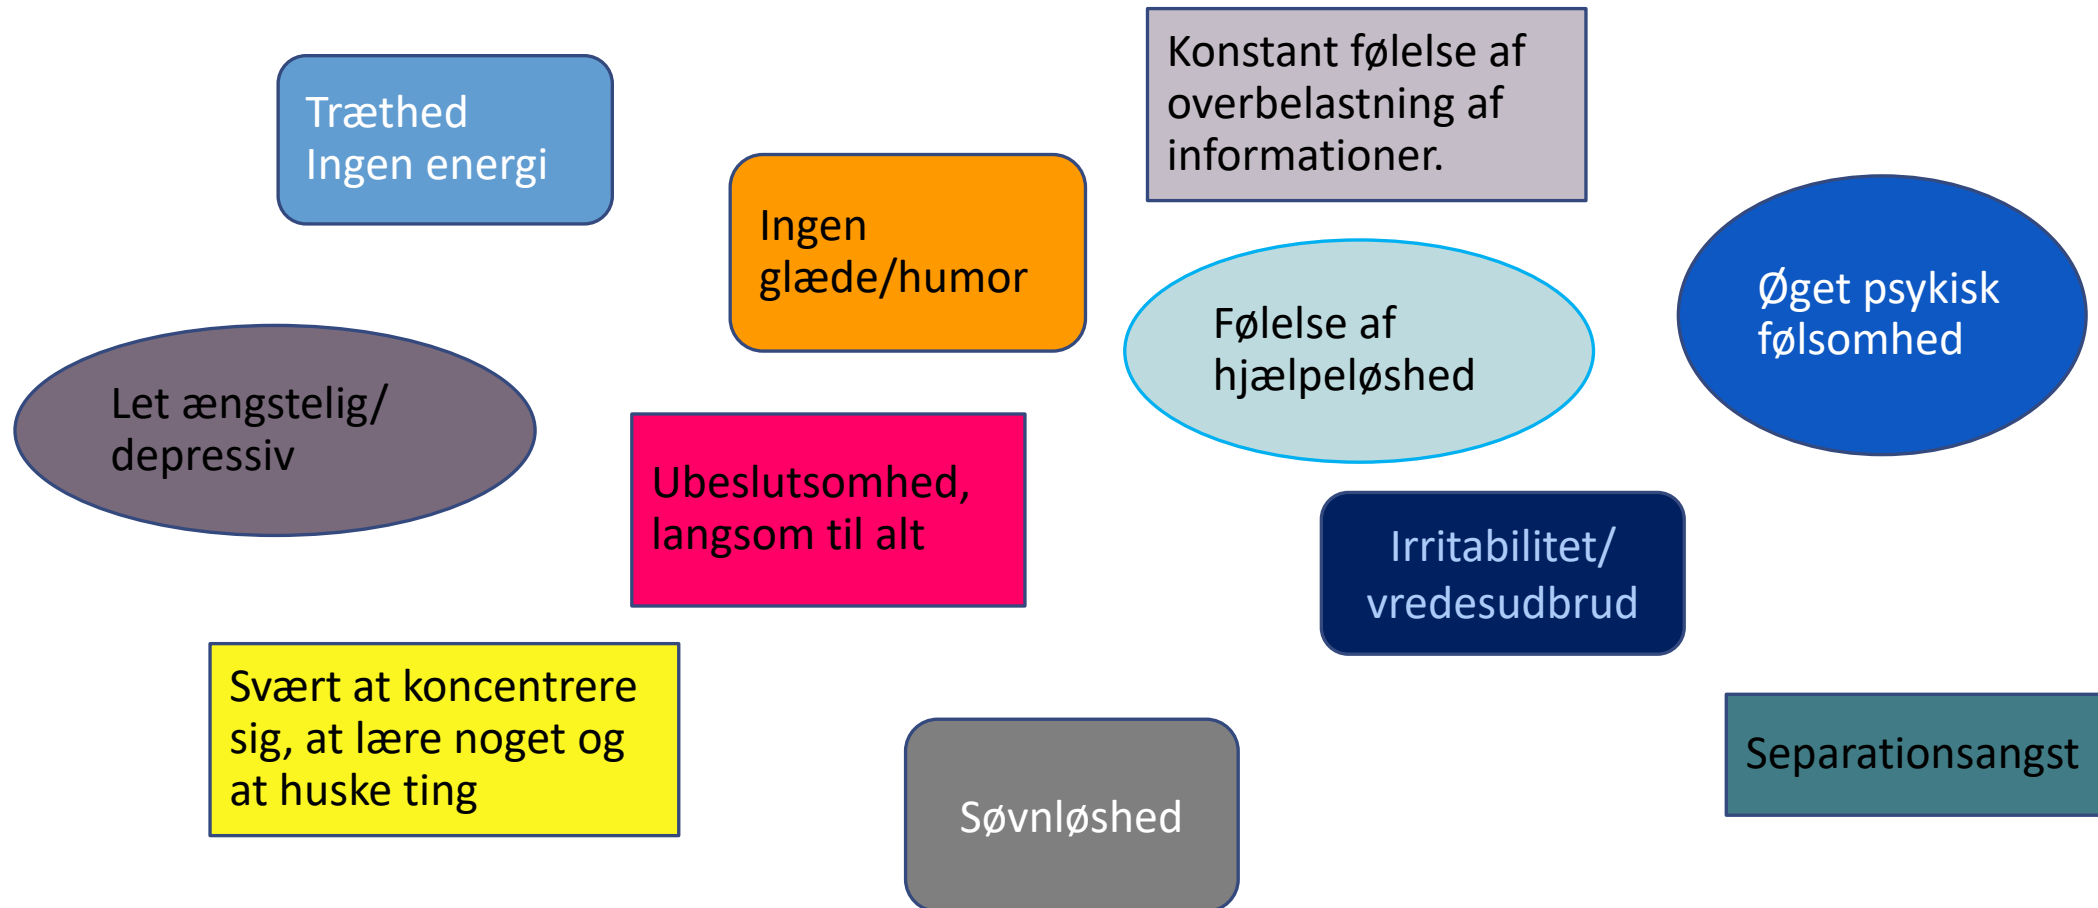 Konstant følelse af
overbelastning af
informationer.
Træthed
Ingen energi
Ingen
glæde/humor
Øget psykisk
følsomhed
Følelse af
hjælpeløshed
Let ængstelig/
depressiv
Ubeslutsomhed,
langsom til alt
Irritabilitet/
vredesudbrud
Svært at koncentrere
sig, at lære noget og
at huske ting
Separationsangst
Søvnløshed